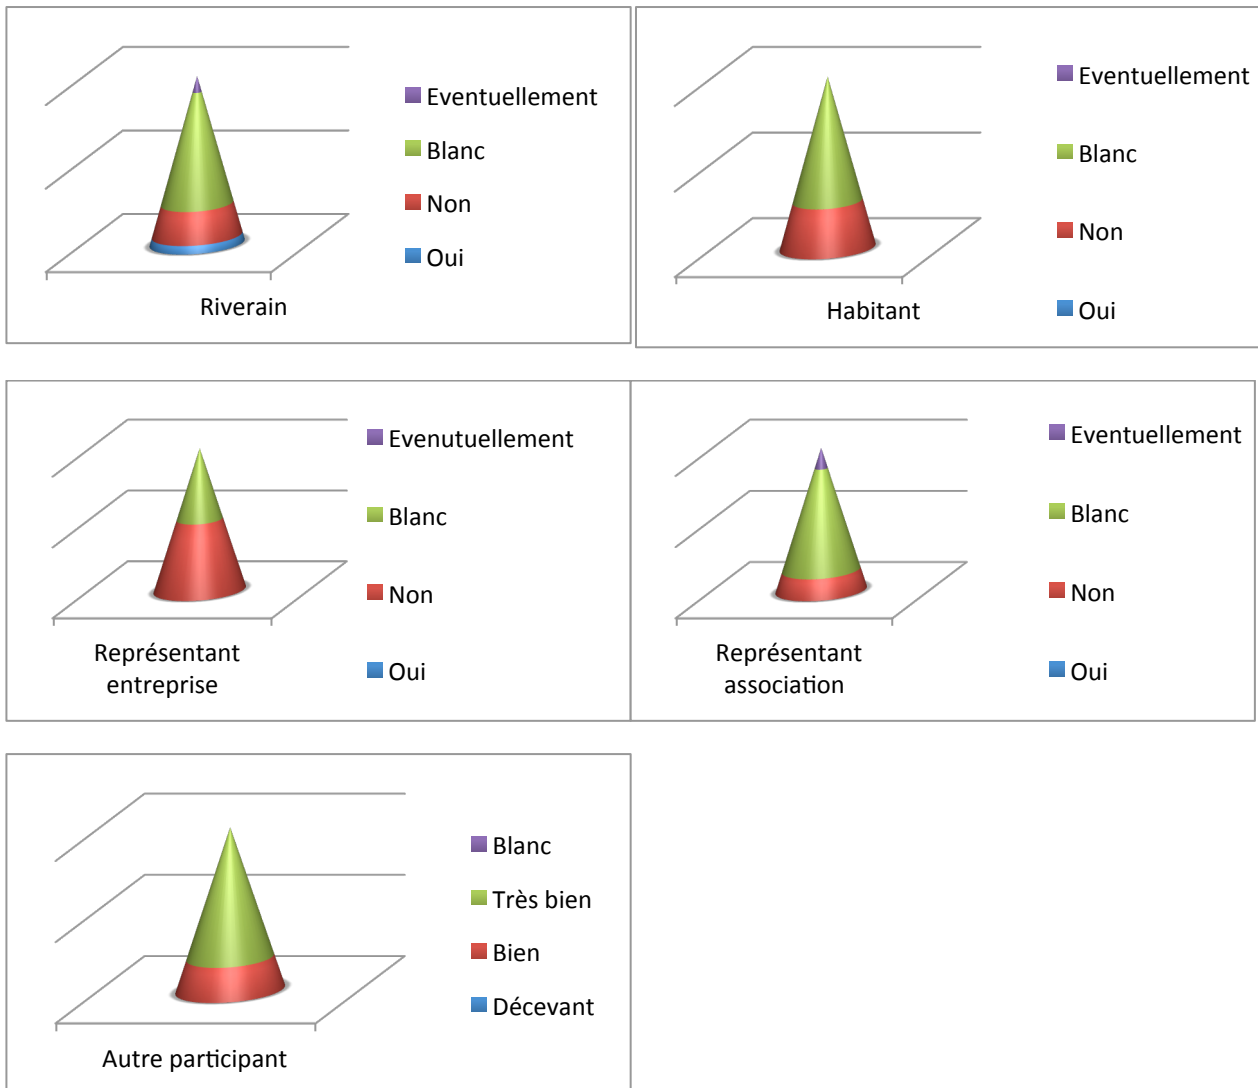 Eventuellement
Blanc
Non
Oui
Riverain
Eventuellement
Blanc
Non
Oui
Habitant
Evenutuellement
Blanc
Non
Oui
Représentant
entreprise
Eventuellement
Blanc
Non
Oui
Représentant
association
Blanc
Très bien
Bien
Décevant
Autre participant